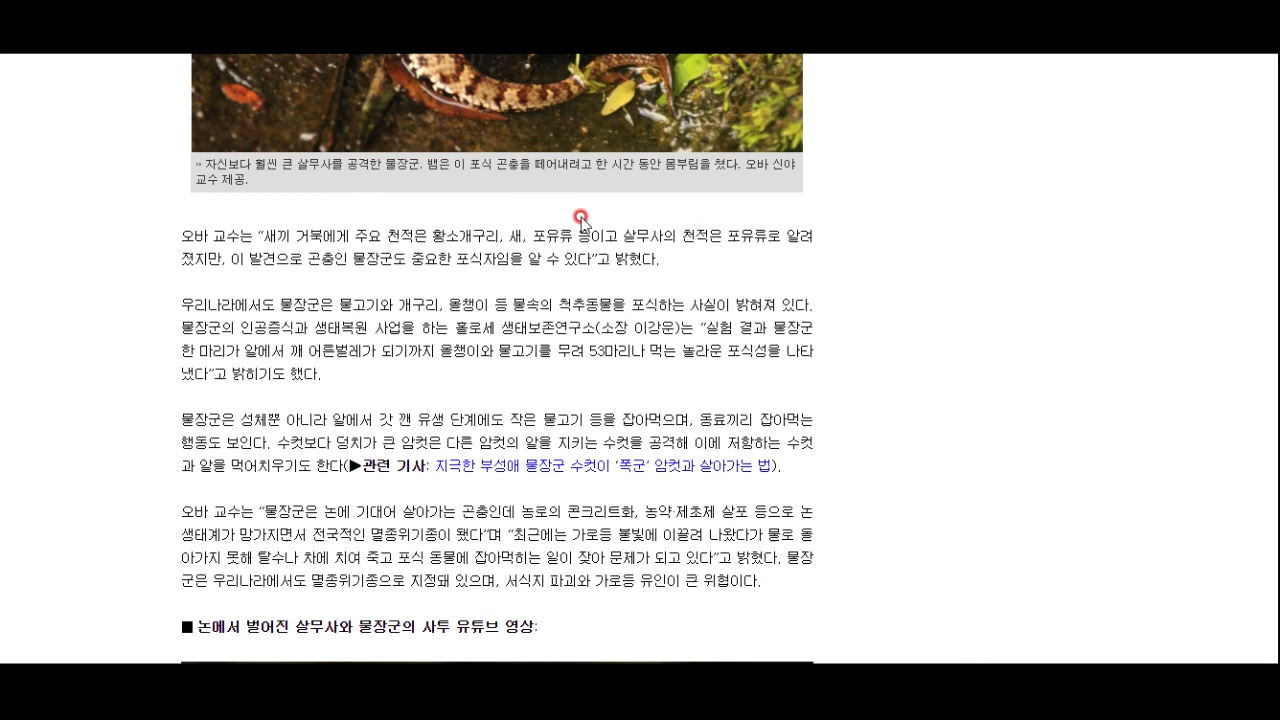 » 자신보다 훨씬 큰 살무사를 공격한 물장군. 뱀은 이 포식 곤충을 떼어내려고 한 시간 동안 몸부림을 쳤다. 오바 신야
교수 제공.
오바 교수는 “새끼 거북에게 주요 천적은 황소개구리, 새, 포유류 등이고 살무사의 천적은 포유류로 알려
졌지만, 이 발견으로 곤충인 물장군도 중요한 포식자임을 알 수 있다”고 밝혔다.
우리나라에서도 물장군은 물고기와 개구리, 올챙이 등 물속의 척추동물을 포식하는 사실이 밝혀져 있다.
물장군의 인공증식과 생태복원 사업을 하는 홀로세 생태보존연구소(소장 이강운)는 “실험 결과 물장군
한 마리가 알에서 깨 어른벌레가 되기까지 올챙이와 물고기를 무려 53마리나 먹는 놀라운 포식성을 나타
냈다”고 밝히기도 했다.
물장군은 성체뿐 아니라 알에서 갓 깬 유생 단계에도 작은 물고기 등을 잡아먹으며, 동료끼리 잡아먹는
행동도 보인다. 수컷보다 덩치가 큰 암컷은 다른 암컷의 알을 지키는 수컷을 공격해 이에 저항하는 수컷
과 알을 먹어치우기도 한다(▶관련 기사: 지극한 부성애 물장군 수컷이 ‘폭군’ 암컷과 살아가는 법).
오바 교수는 “물장군은 논에 기대어 살아가는 곤충인데 농로의 콘크리트화, 농약·제초제 살포 등으로 논
생태계가 망가지면서 전국적인 멸종위기종이 됐다”며 “최근에는 가로등 불빛에 이끌려 나왔다가 물로 돌
아가지 못해 탈수나 차에 치여 죽고 포식 동물에 잡아먹히는 일이 잦아 문제가 되고 있다”고 밝혔다. 물장
군은 우리나라에서도 멸종위기종으로 지정돼 있으며, 서식지 파괴와 가로등 유인이 큰 위협이다.
■ 논에서 벌어진 살무사와 물장군의 사투 유튜브 영상: